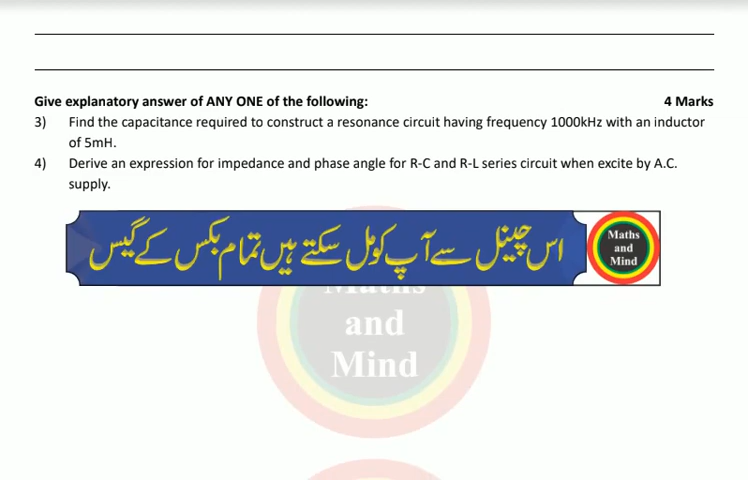 Give explanatory answer of ANY ONE of the following: 4 Marks
3) Find the capacitance required to construct a resonance circuit having frequency 1000kHz with an inductor
of 5mH.
4) Derive an expression for impedance and phase angle for R-C and R-L series circuit when excite by A.C.
supply.
اس چینل سے آپ کو مل سکتے ہیں تمام بکس کے گیس
Maths
and
Mind
Maths
and
Mind